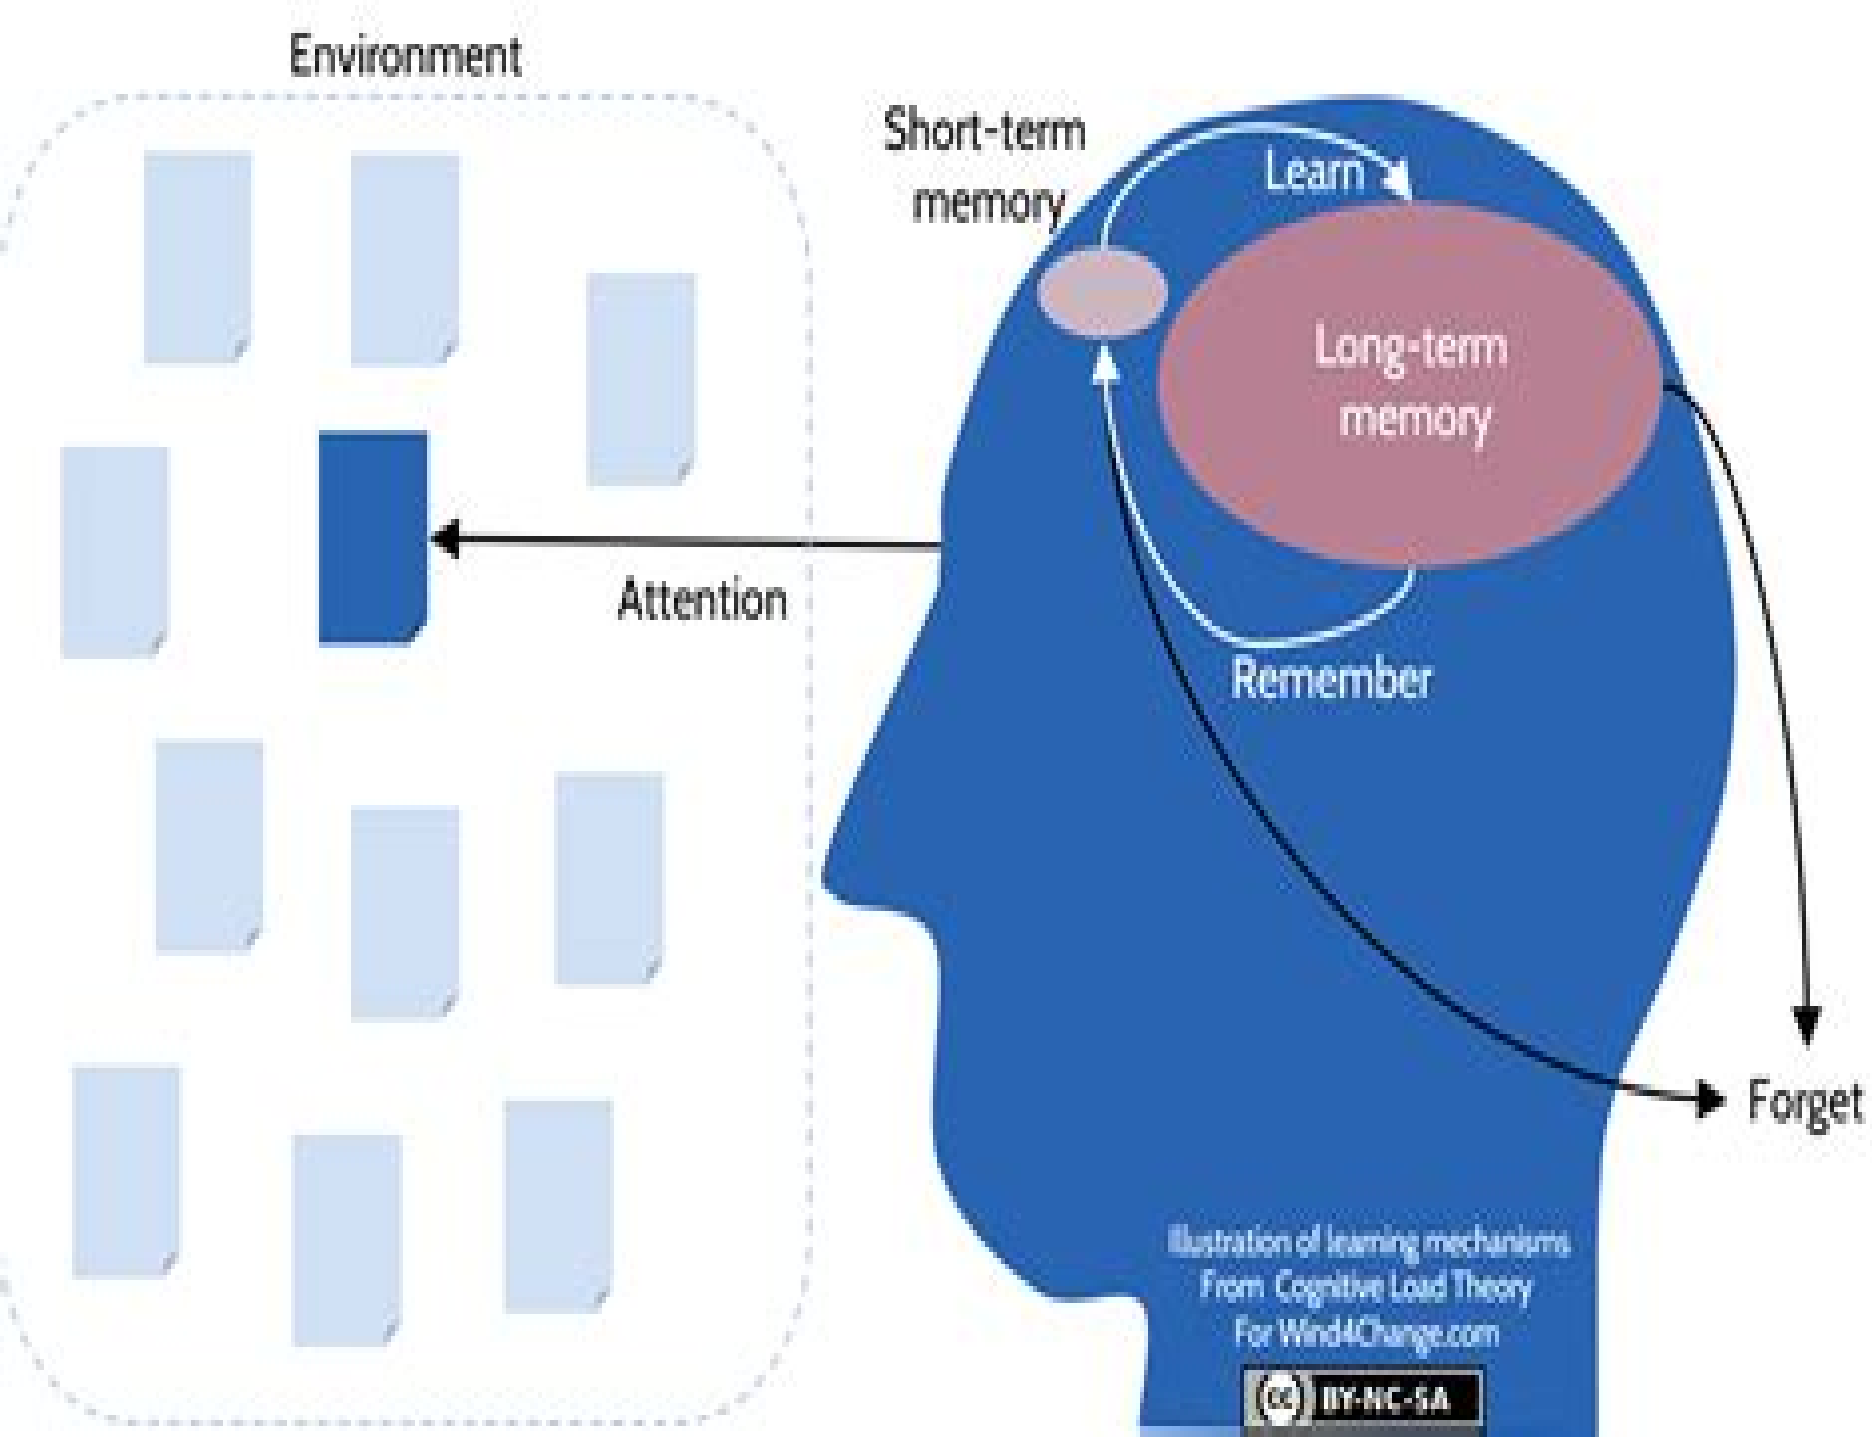 Environment
Short-term
memory
Learn
Long-term
memory
Attention
Remember
Forget
Illustration of learning mechanisms
From Cognitive Load Theory
For Wind4Change.com
cc BY-NC-SA